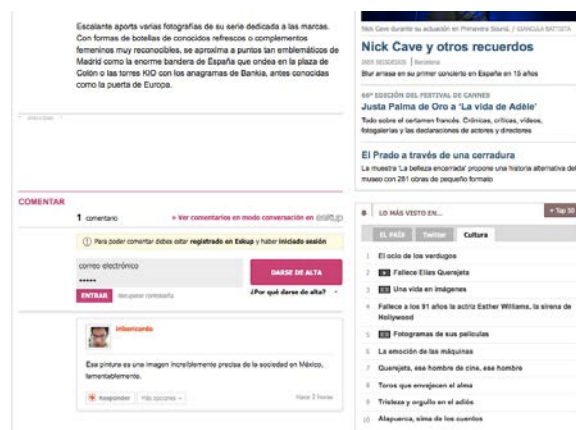 Escalante aporta varias fotografías de su serie dedicada a las marcas.
Con formas de botellas de conocidos refrescos o complementos
femeninos muy reconocibles, se aproxima a puntos tan emblemáticos de
Madrid como la enorme bandera de España que ondea en la plaza de
Colón o las torres KIO con los anagramas de Bankia, antes conocidas
como la puerta de Europa.
COMENTAR
1 comentario
» Ver comentarios en modo conversación en eskup
Para poder comentar debes estar registrado en Eskup y haber iniciado sesión
correo electrónico
•••••
DARSE DE ALTA
ENTRAR
Recuperar contraseña
¿Por qué darse de alta?
Esa pintura es una imagen increíblemente precisa de la sociedad en México,
lamentablemente.
Responder
Más opciones
Hace 2 horas
Nick Cave durante su actuación en Primavera Sound. / GIANLUCA BATTISTA
Nick Cave y otros recuerdos
Barcelona
Blur arrasa en su primer concierto en España en 15 años
66ª EDICIÓN DEL FESTIVAL DE CANNES
Justa Palma de Oro a 'La vida de Adèle'
Todo sobre el certamen francés. Crónicas, críticas, vídeos,
fotogalerías y las declaraciones de actores y directores
El Prado a través de una cerradura
La muestra 'La belleza encerrada' propone una historia alternativa del
museo con 281 obras de pequeño formato
LO MÁS VISTO EN...
+ Top 50
EL PAÍS
Twitter
Cultura
1 El ocio de los verdugos
2 Fallece Elías Querejeta
3 Una vida en imágenes
4 Fallece a los 91 años la actriz Esther Williams, la sirena de
Hollywood
5 Fotogramas de sus películas
6 La emoción de las máquinas
7 Querejeta, ese hombre de cine, ese hombre
8 Toros que envejecen el alma
9 Tristeza y orgullo en el adiós
10 Atapuerca, sima de los cuentos